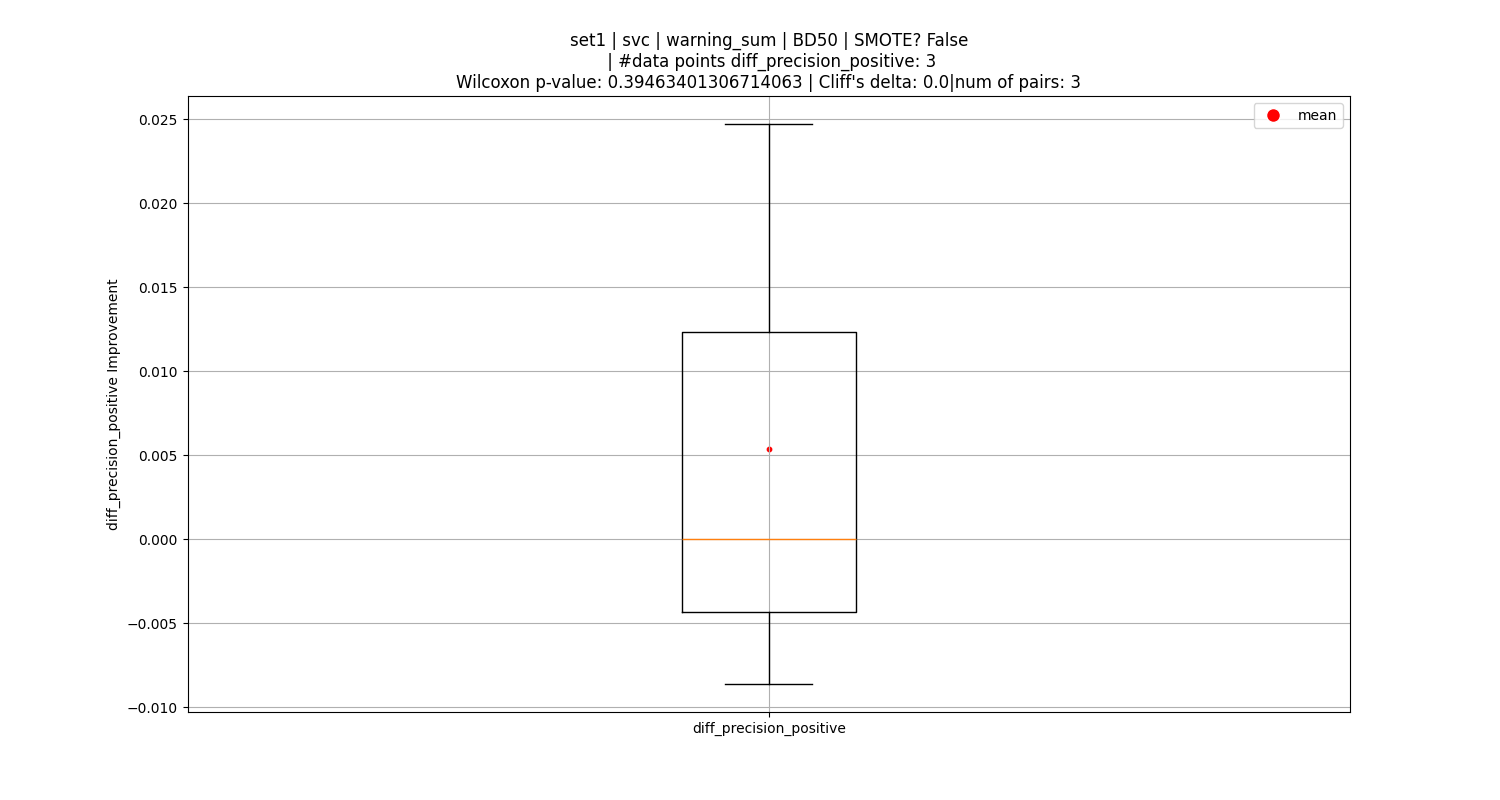 set1 | svc | warning_sum | BD50 | SMOTE? False
| #data points diff_precision_positive: 3
Wilcoxon p-value: 0.39463401306714063 | Cliff's delta: 0.0|num of pairs: 3
mean
0.025
0.020
0.015
0.010
0.005
0.000
−0.005
−0.010
diff_precision_positive Improvement
diff_precision_positive